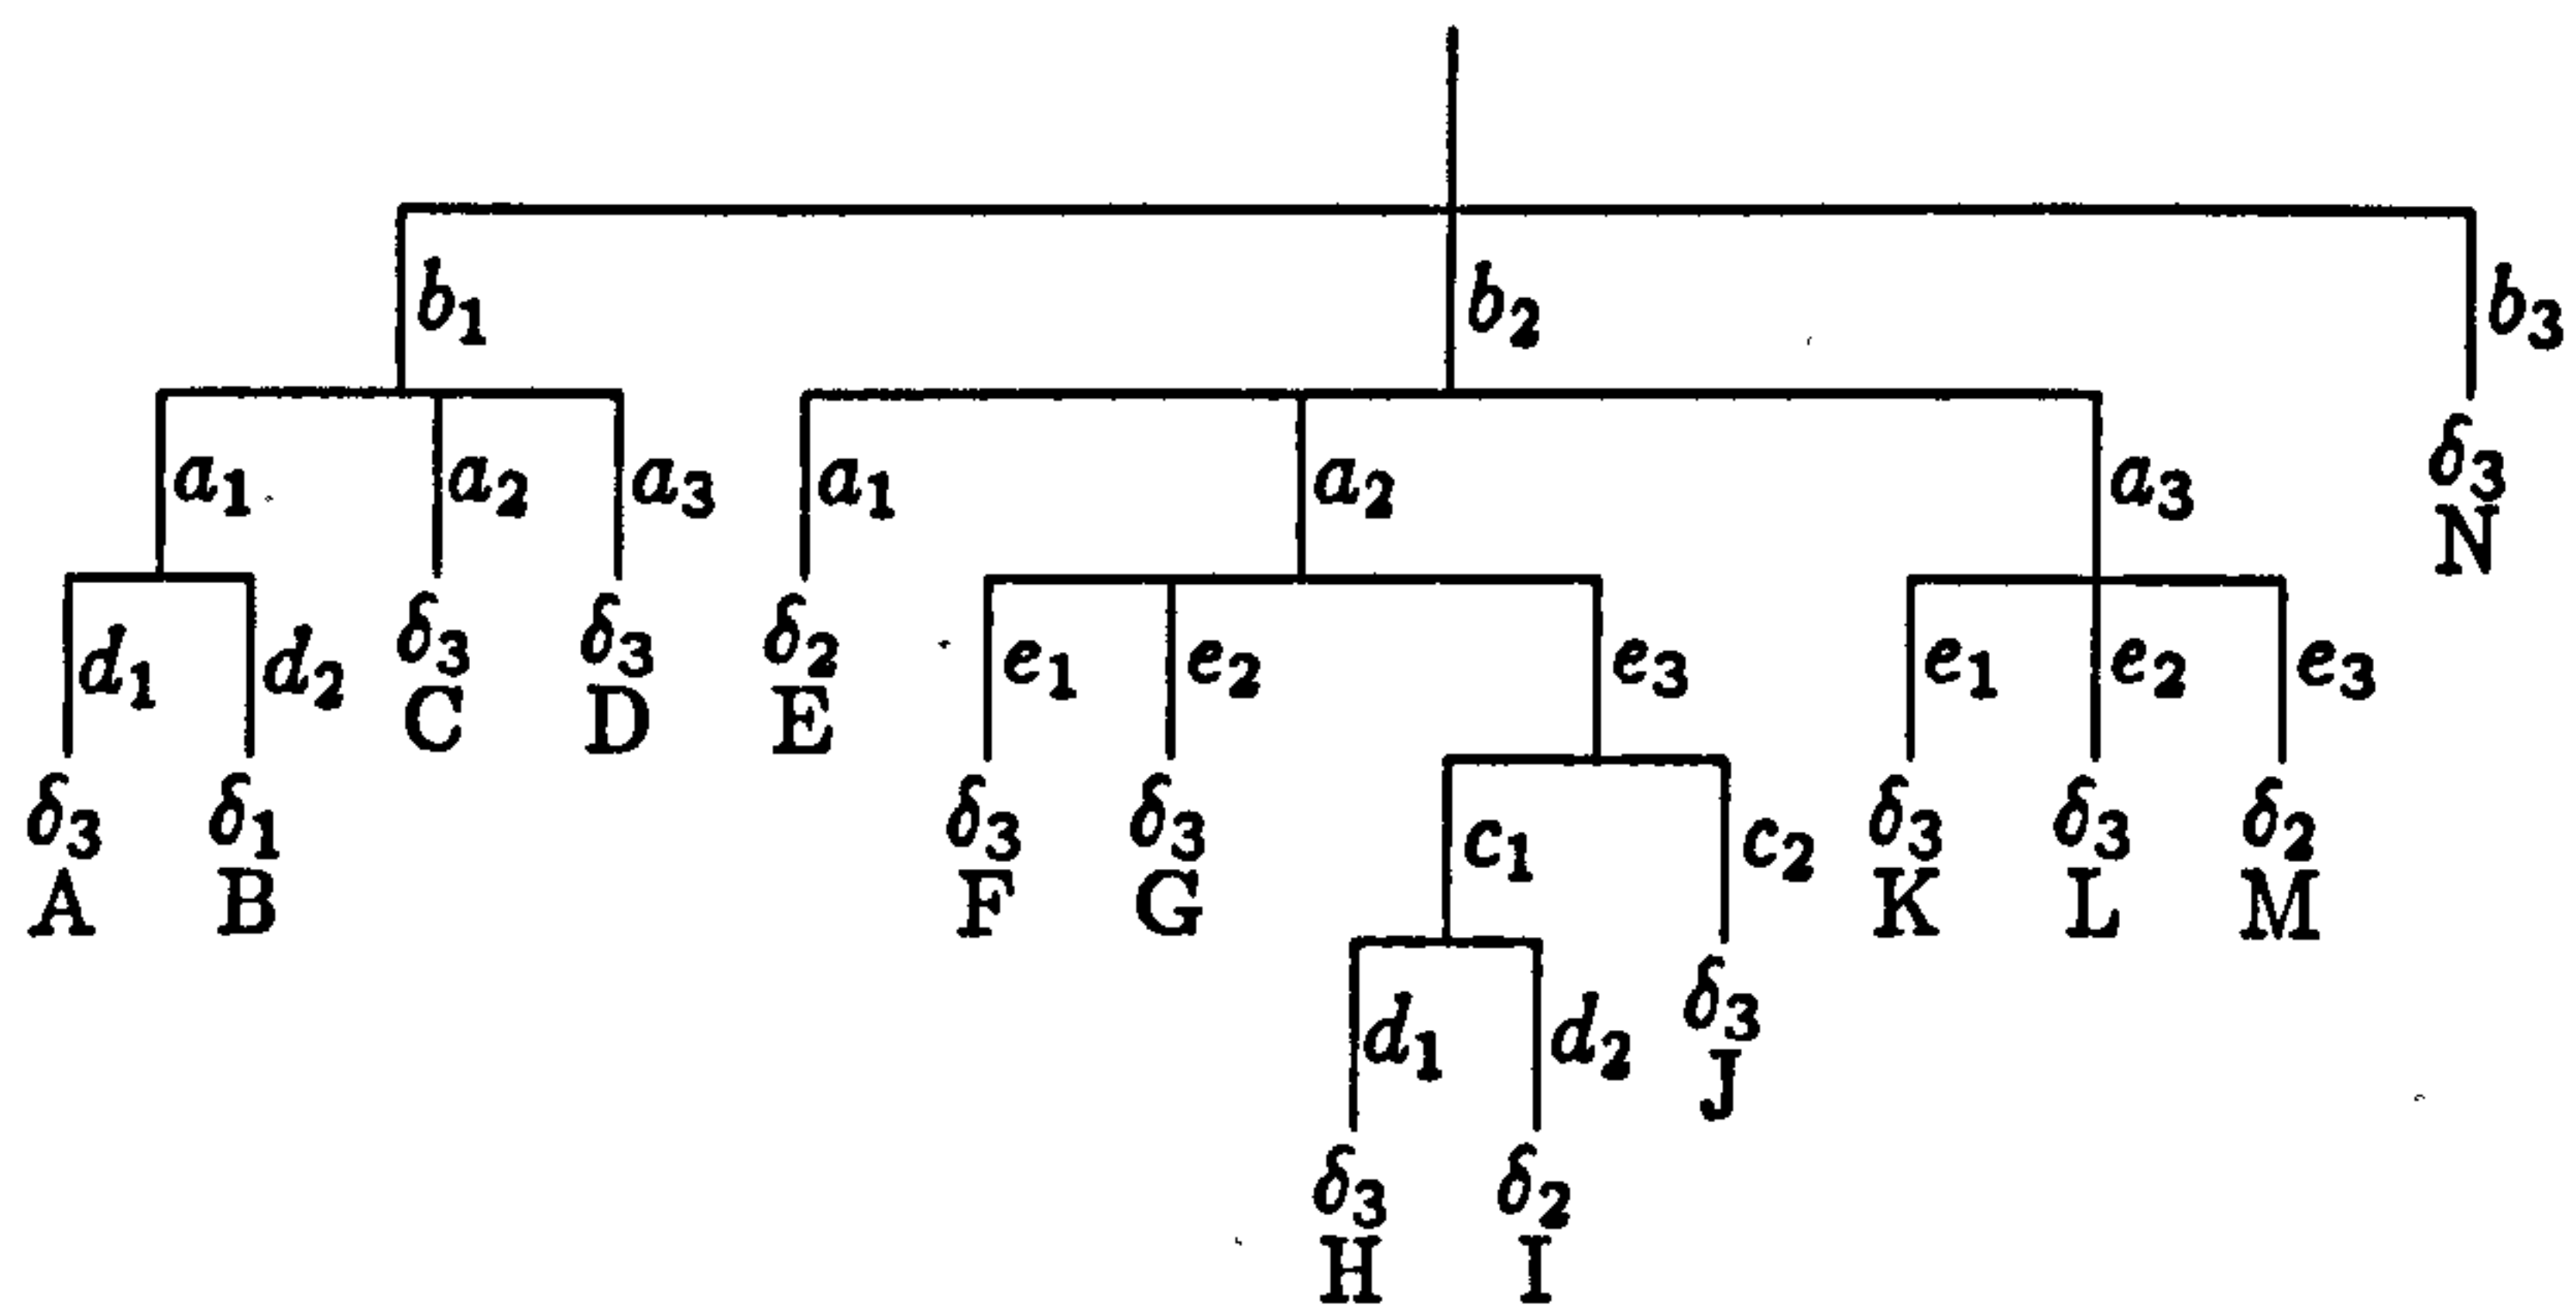 b₁ b₂ b₃
a₁ a₂ a₃ a₁ a₂ a₃ δ₃
N
d₁ d₂ δ₃ δ₃ δ₂ e₁ e₂ e₃ e₁ e₂ e₃
C D E
δ₃ δ₁ δ₃ δ₃ c₁ c₂ δ₃ δ₃ δ₂
A B F G K L M
d₁ d₂ δ₃
J
δ₃ δ₂
H I